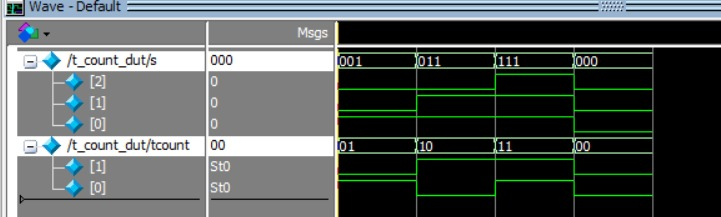 Wave - Default
Msgs
/t_count_dut/s 000 001 011 111 000
[2] 0
[1] 0
[0] 0
/t_count_dut/tcount 00 01 10 11 00
[1] St0
[0] St0